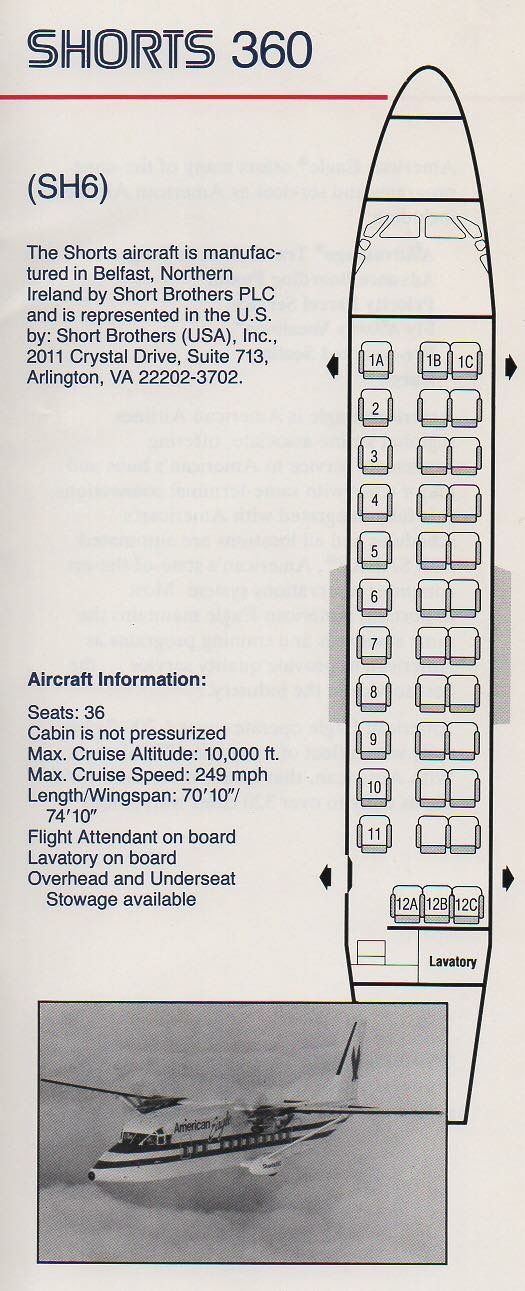 SHORTS 360
(SH6)
The Shorts aircraft is manufac-
tured in Belfast, Northern
Ireland by Short Brothers PLC
and is represented in the U.S.
by: Short Brothers (USA), Inc.,
2011 Crystal Drive, Suite 713,
Arlington, VA 22202-3702.
1A 1B 1C
2
3
4
5
6
7
8
9
10
11
12A 12B 12C
Lavatory
Aircraft Information:
Seats: 36
Cabin is not pressurized
Max. Cruise Altitude: 10,000 ft.
Max. Cruise Speed: 249 mph
Length/Wingspan: 70'10"/
74'10"
Flight Attendant on board
Lavatory on board
Overhead and Underseat
Stowage available
American Eagle